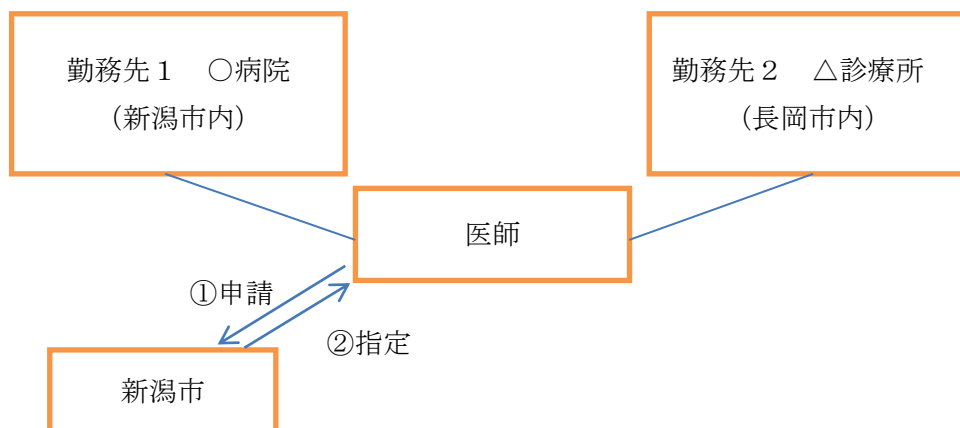 勤務先１　○病院
（新潟市内）
勤務先２　△診療所
（長岡市内）
医師
①申請
②指定
新潟市